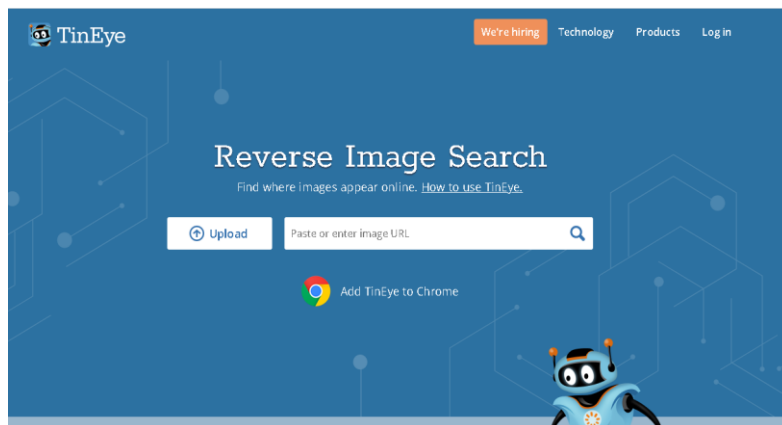 TinEye
We're hiring Technology Products Log in
Reverse Image Search
Find where images appear online. How to use TinEye.
Upload
Paste or enter image URL
Add TinEye to Chrome